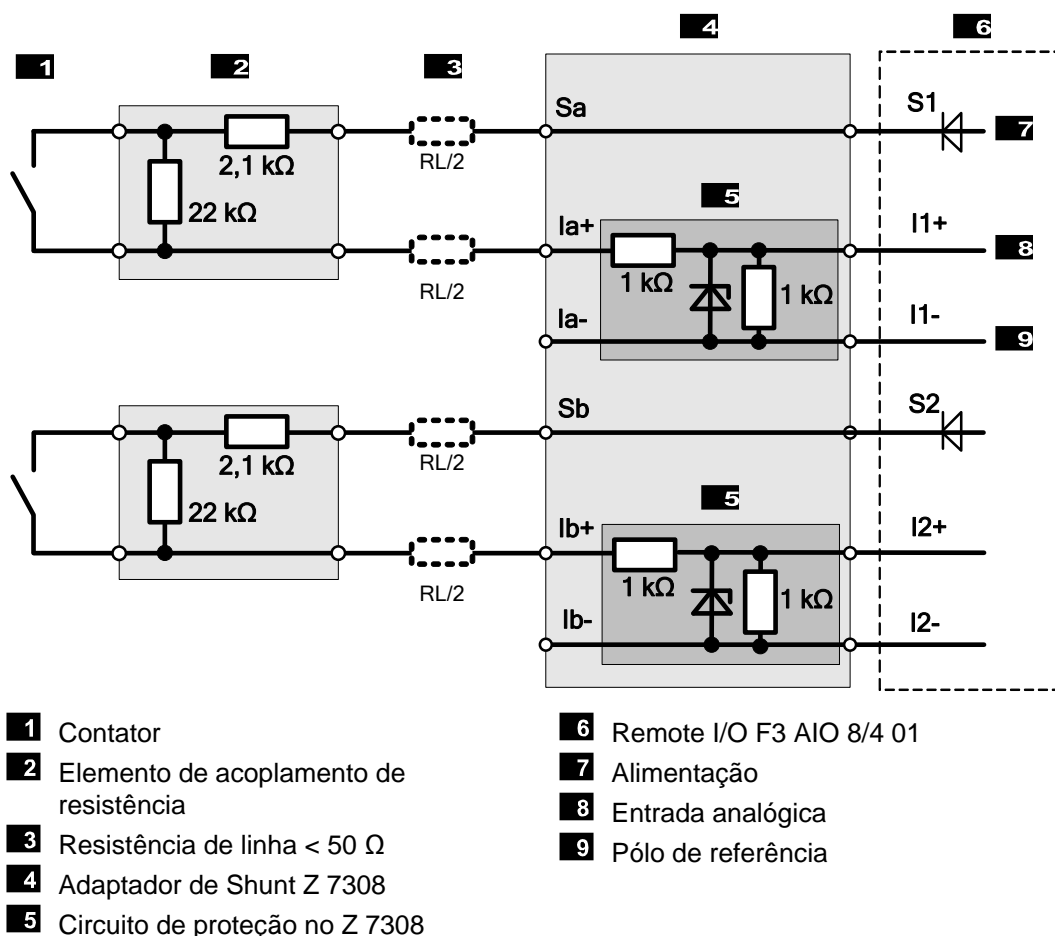 4
6
1
2
3
Sa
S1
7
2,1 kΩ
RL/2
22 kΩ
5
Ia+
I1+
8
RL/2
1 kΩ
1 kΩ
Ia-
I1-
9
Sb
S2
2,1 kΩ
RL/2
22 kΩ
5
Ib+
I2+
RL/2
1 kΩ
1 kΩ
Ib-
I2-
1 Contator
2 Elemento de acoplamento de
resistência
3 Resistência de linha < 50 Ω
4 Adaptador de Shunt Z 7308
5 Circuito de proteção no Z 7308
6 Remote I/O F3 AIO 8/4 01
7 Alimentação
8 Entrada analógica
9 Pólo de referência